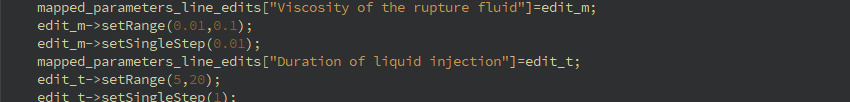 mapped_parameters_line_edits["Viscosity of the rupture fluid"]=edit_m;
edit_m->setRange(0.01,0.1);
edit_m->setSingleStep(0.01);
mapped_parameters_line_edits["Duration of liquid injection"]=edit_t;
edit_t->setRange(5,20);
edit_t->setSingleStep(1);